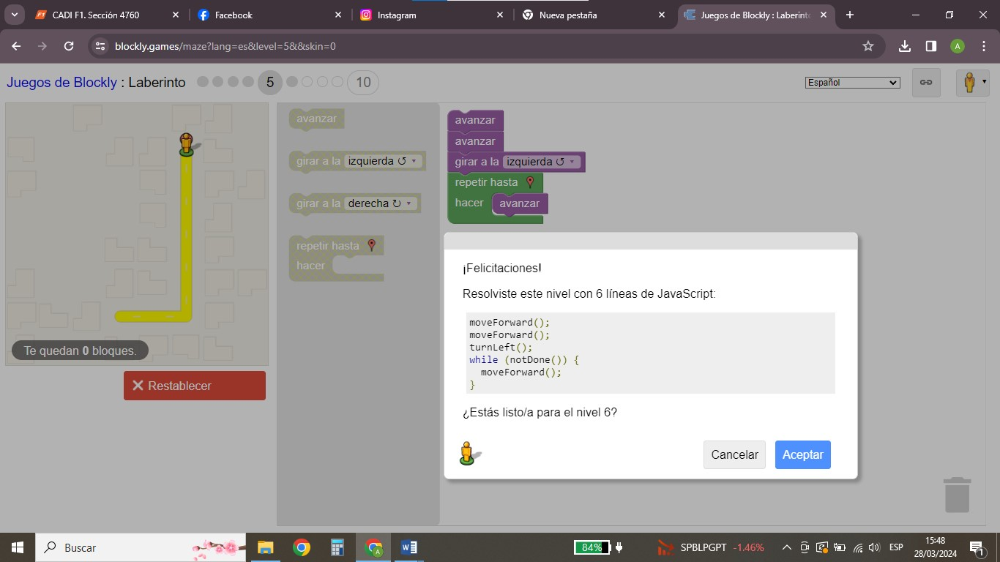 CADI F1. Sección 4760
Facebook
Instagram
Nueva pestaña
Juegos de Blockly : Laberinto
blockly.games/maze?lang=es&level=5&&skin=0
A
Juegos de Blockly : Laberinto 5 10
Español
avanzar
girar a la izquierda ↺
girar a la derecha ↻
repetir hasta
hacer
avanzar
avanzar
girar a la izquierda ↺
repetir hasta
hacer avanzar
Te quedan 0 bloques.
Restablecer
¡Felicitaciones!
Resolviste este nivel con 6 líneas de JavaScript:
moveForward();
moveForward();
turnLeft();
while (notDone()) {
  moveForward();
}
¿Estás listo/a para el nivel 6?
Cancelar
Aceptar
Buscar
84%
SPBLPGPT -1.46%
ESP
15:48
28/03/2024
1